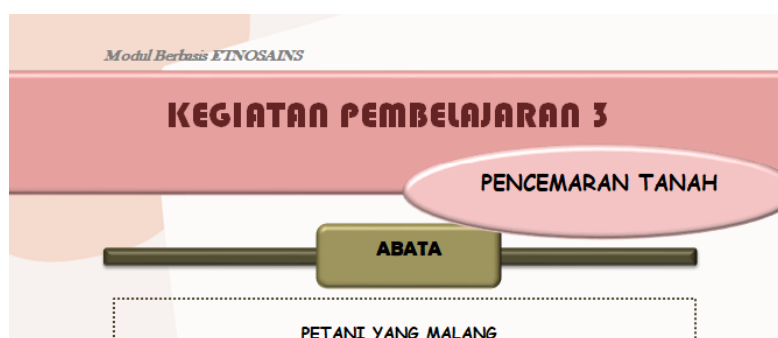 Modul Berbasis ETNOSAINS
KEGIATAN PEMBELAJARAN 3
PENCEMARAN TANAH
ABATA
PETANI YANG MALANG